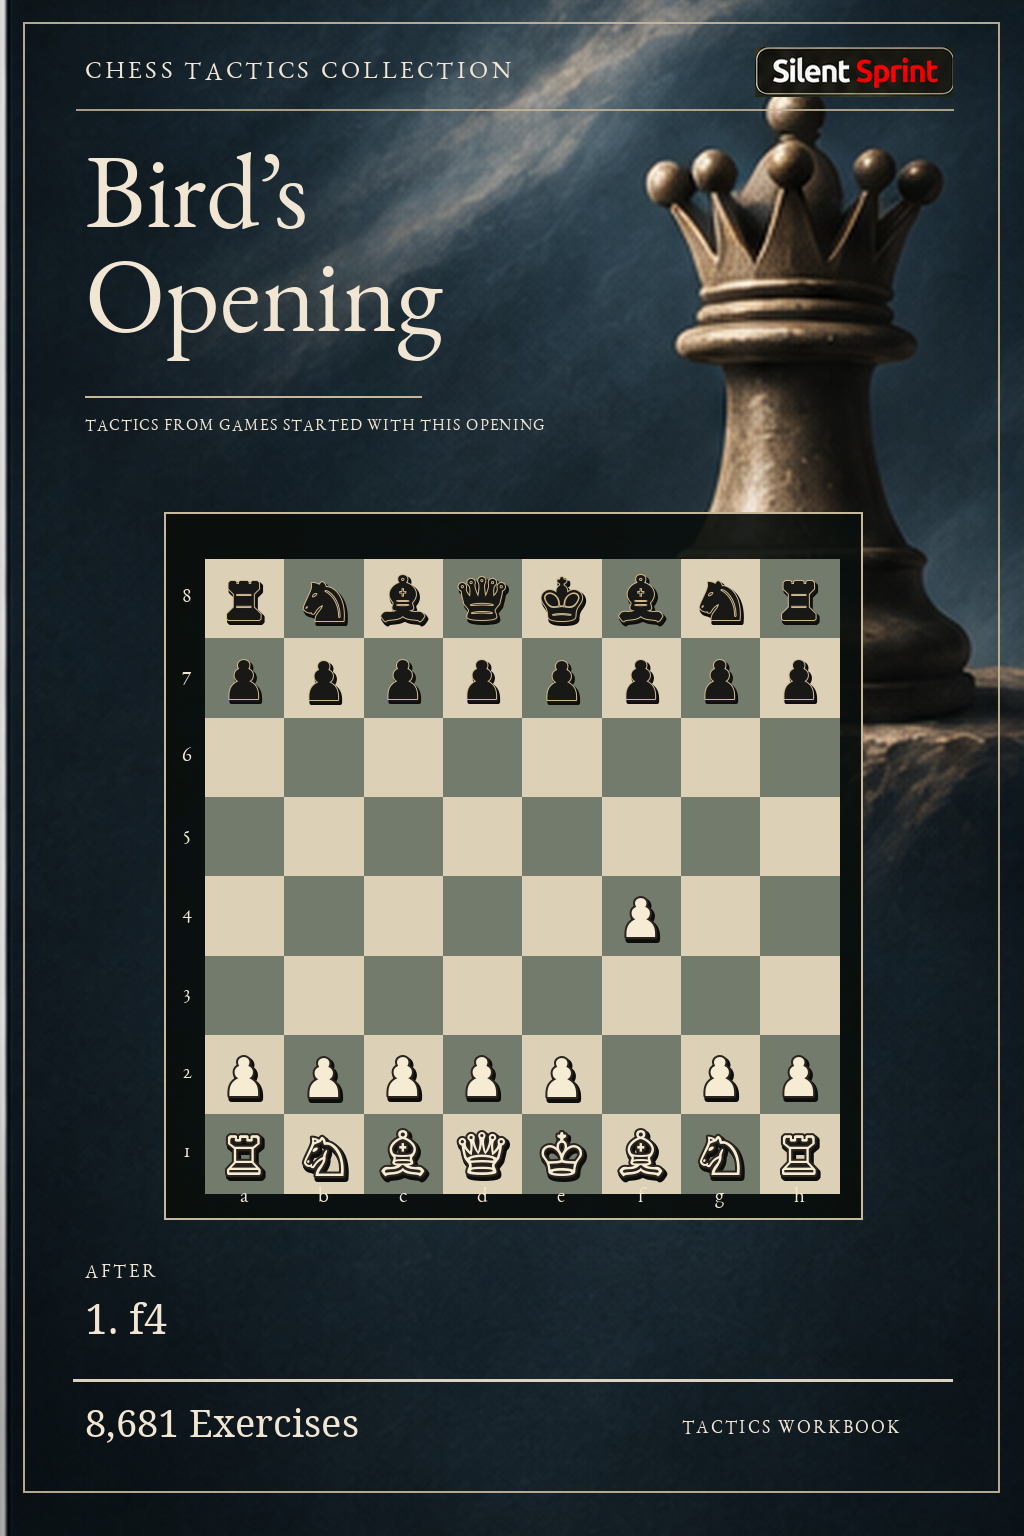 CHESS TACTICS COLLECTION
Silent Sprint
Bird’s
Opening
TACTICS FROM GAMES STARTED WITH THIS OPENING
8
7
6
5
4
3
2
1
a b c d e f g h
AFTER
1. f4
8,681 Exercises
TACTICS WORKBOOK